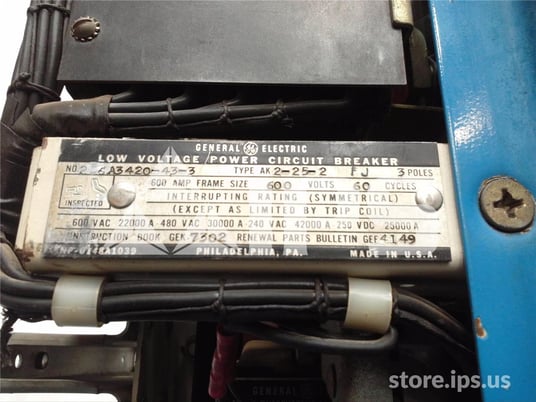 GENERAL GE ELECTRIC
LOW VOLTAGE POWER CIRCUIT BREAKER
NO. A3420-43-3 TYPE AK 2-25-2 FJ 3 POLES
600 AMP FRAME SIZE 600 VOLTS 60 CYCLES
INSPECTED
INTERRUPTING RATING (SYMMETRICAL)
(EXCEPT AS LIMITED BY TRIP COIL)
600 VAC 22000 A-480 VAC 30000 A-240 VAC 42000 A 250 VDC 25000 A
INSTRUCTION BOOK GEK-7302 RENEWAL PARTS BULLETIN GEF 4149
PHILADELPHIA, PA. MADE IN U.S.A.
GENERAL
store.ips.us